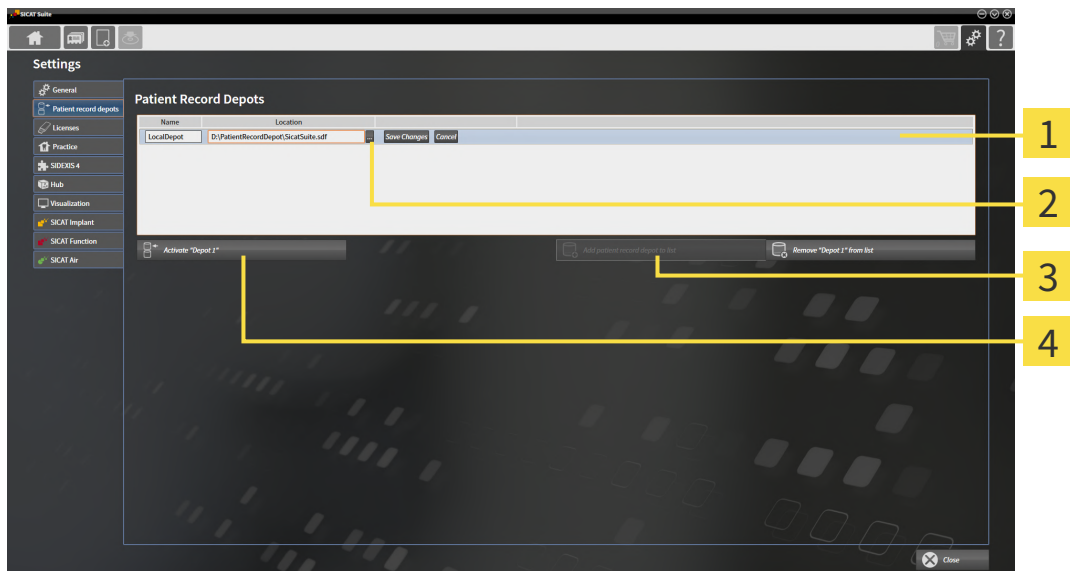 SICAT Suite
?
Settings
General
Patient record depots
Licenses
Practice
SIDEXIS 4
Hub
Visualization
SICAT Implant
SICAT Function
SICAT Air
Patient Record Depots
Name Location
LocalDepot D:\PatientRecordDepot\SicatSuite.sdf ... Save Changes Cancel
Activate "Depot 1" Add patient record depot to list Remove "Depot 1" from list
Close
1
2
3
4